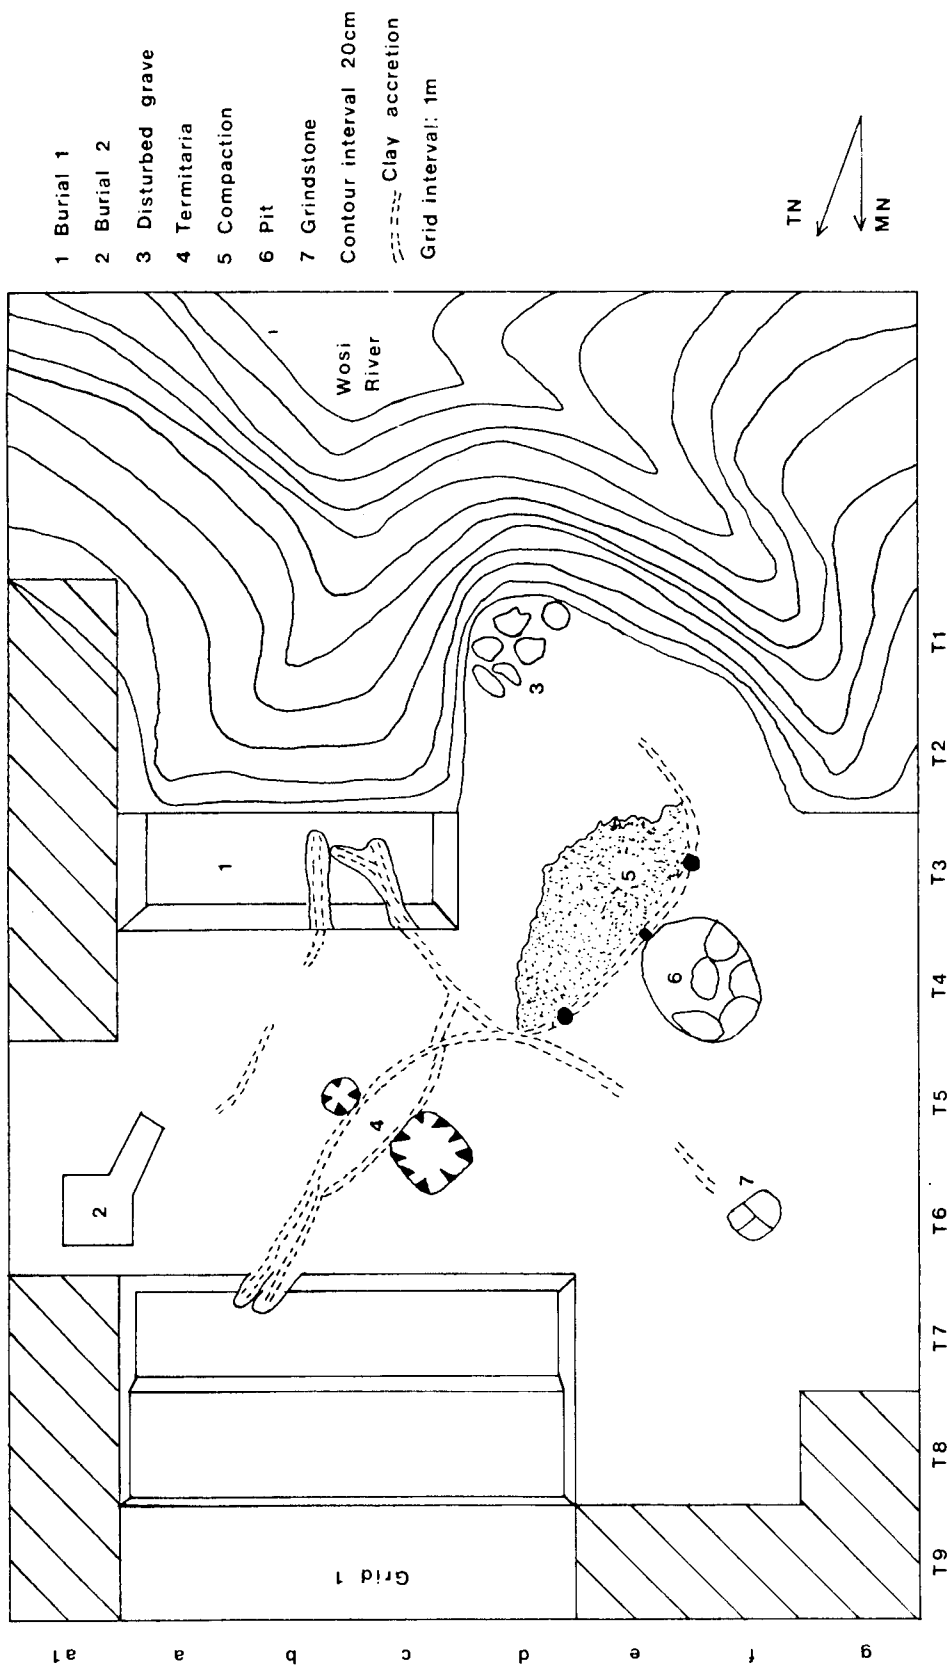 1 Burial 1
2 Burial 2
3 Disturbed grave
4 Termitaria
5 Compaction
6 Pit
7 Grindstone
Contour interval 20cm
Clay accretion
Grid interval: 1m
TN
MN
Wosi
River
1
2
3
4
5
6
7
Grid 1
a1
a
b
c
d
e
f
g
T1
T2
T3
T4
T5
T6
T7
T8
T9